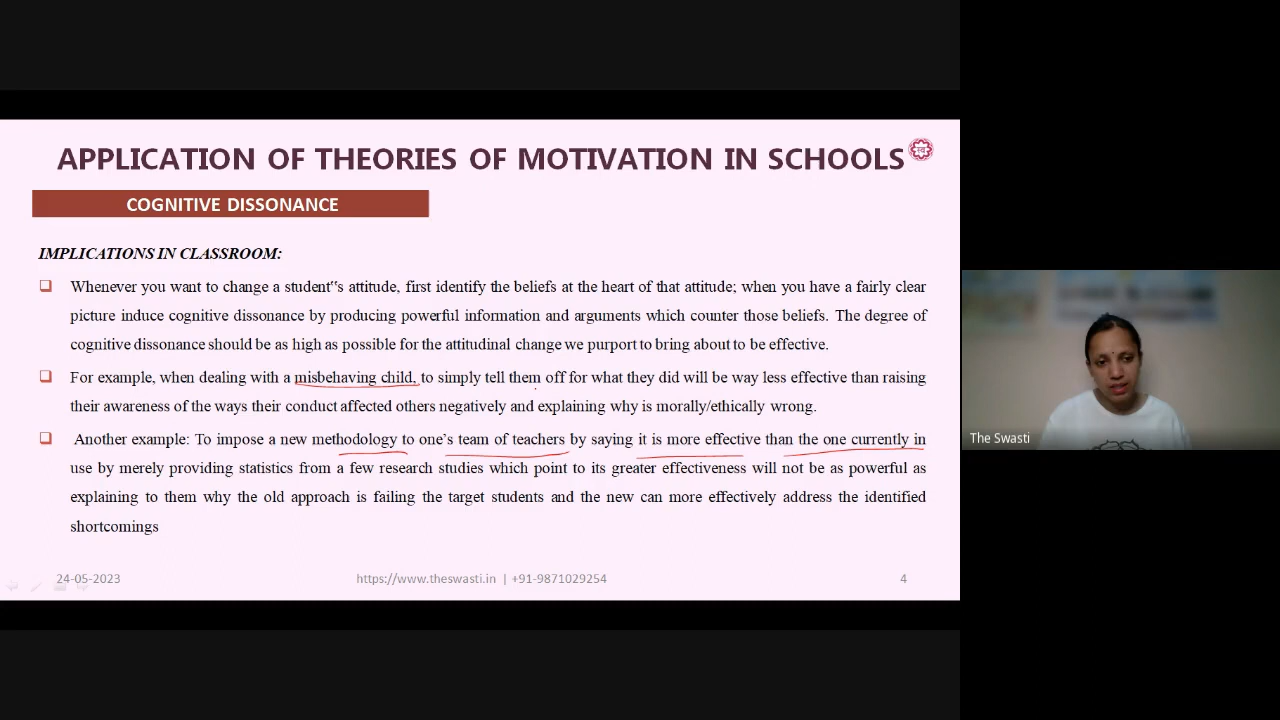 APPLICATION OF THEORIES OF MOTIVATION IN SCHOOLS
COGNITIVE DISSONANCE
IMPLICATIONS IN CLASSROOM:
Whenever you want to change a student‟s attitude, first identify the beliefs at the heart of that attitude; when you have a fairly clear
picture induce cognitive dissonance by producing powerful information and arguments which counter those beliefs. The degree of
cognitive dissonance should be as high as possible for the attitudinal change we purport to bring about to be effective.
For example, when dealing with a misbehaving child, to simply tell them off for what they did will be way less effective than raising
their awareness of the ways their conduct affected others negatively and explaining why is morally/ethically wrong.
Another example: To impose a new methodology to one's team of teachers by saying it is more effective than the one currently in
use by merely providing statistics from a few research studies which point to its greater effectiveness will not be as powerful as
explaining to them why the old approach is failing the target students and the new can more effectively address the identified
shortcomings
24-05-2023
https://www.theswasti.in | +91-9871029254
4
The Swasti